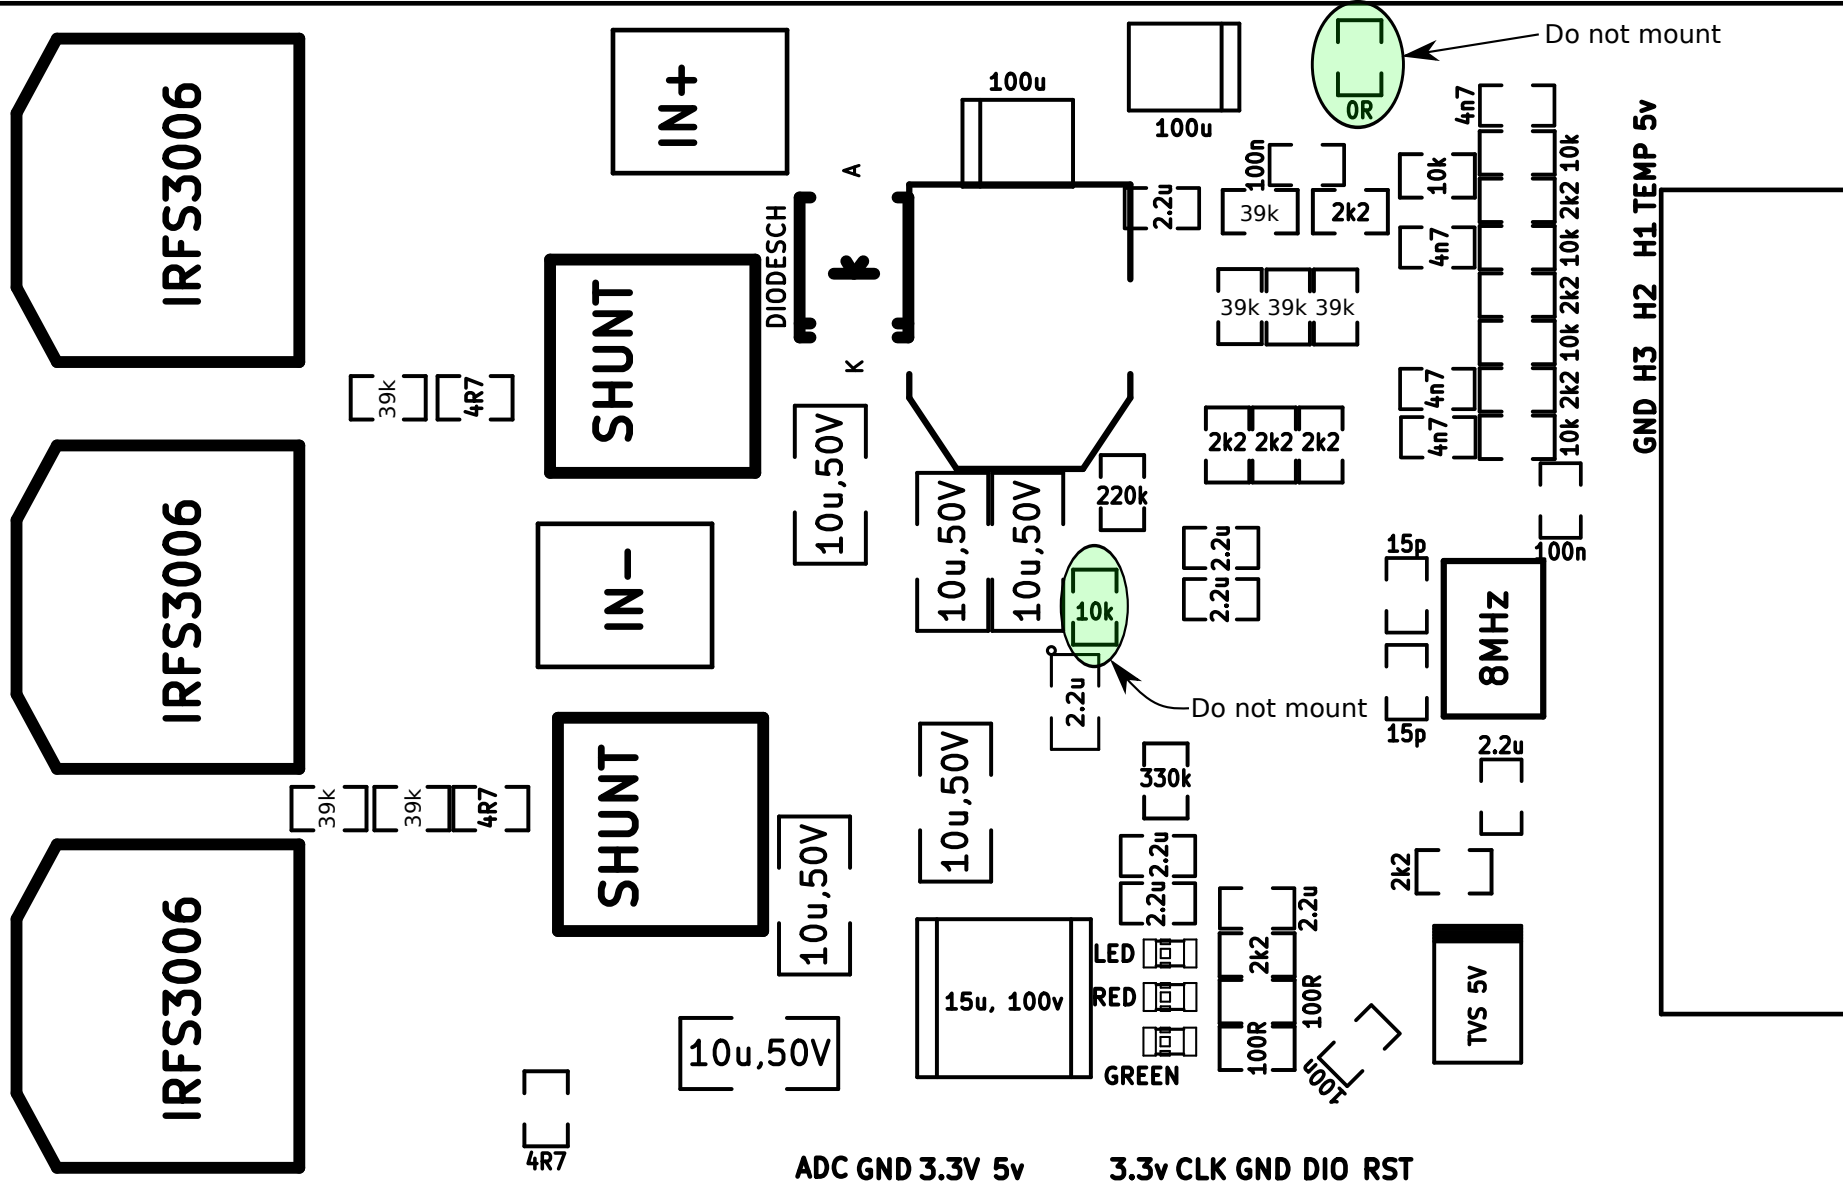 Do not mount
0R
100u
100u
IN+
IRFS3006
4n7
5v
TEMP
H1
H2
H3
GND
10k
2k2
10k
2k2
10k
2k2
10k
100n
10k
4n7
4n7
4n7
2.2u
39k
2k2
A
DIODESCH
K
39k
39k
39k
SHUNT
39k
4R7
2k2
2k2
2k2
10u,50V
10u,50V
10u,50V
220k
100n
15p
2.2u
2.2u
8MHz
IRFS3006
IN-
10k
2.2u
Do not mount
15p
2.2u
10u,50V
330k
39k
39k
4R7
SHUNT
10u,50V
2.2u
2.2u
2k2
2.2u
LED
2k2
RED
100R
GREEN
100R
100n
TVS 5V
15u, 100v
IRFS3006
10u,50V
4R7
ADC GND 3.3V 5v
3.3v CLK GND DIO RST